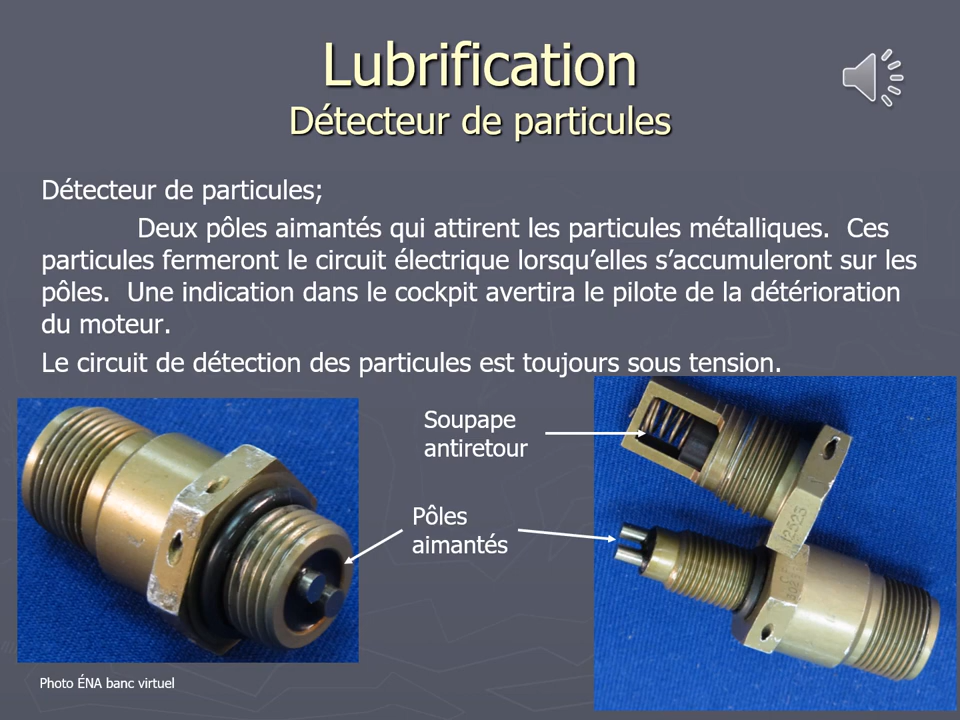 Lubrification
Détecteur de particules
Détecteur de particules;
Deux pôles aimantés qui attirent les particules métalliques. Ces
particules fermeront le circuit électrique lorsqu’elles s’accumuleront sur les
pôles. Une indication dans le cockpit avertira le pilote de la détérioration
du moteur.
Le circuit de détection des particules est toujours sous tension.
Soupape
antiretour
Pôles
aimantés
12523
Photo ÉNA banc virtuel